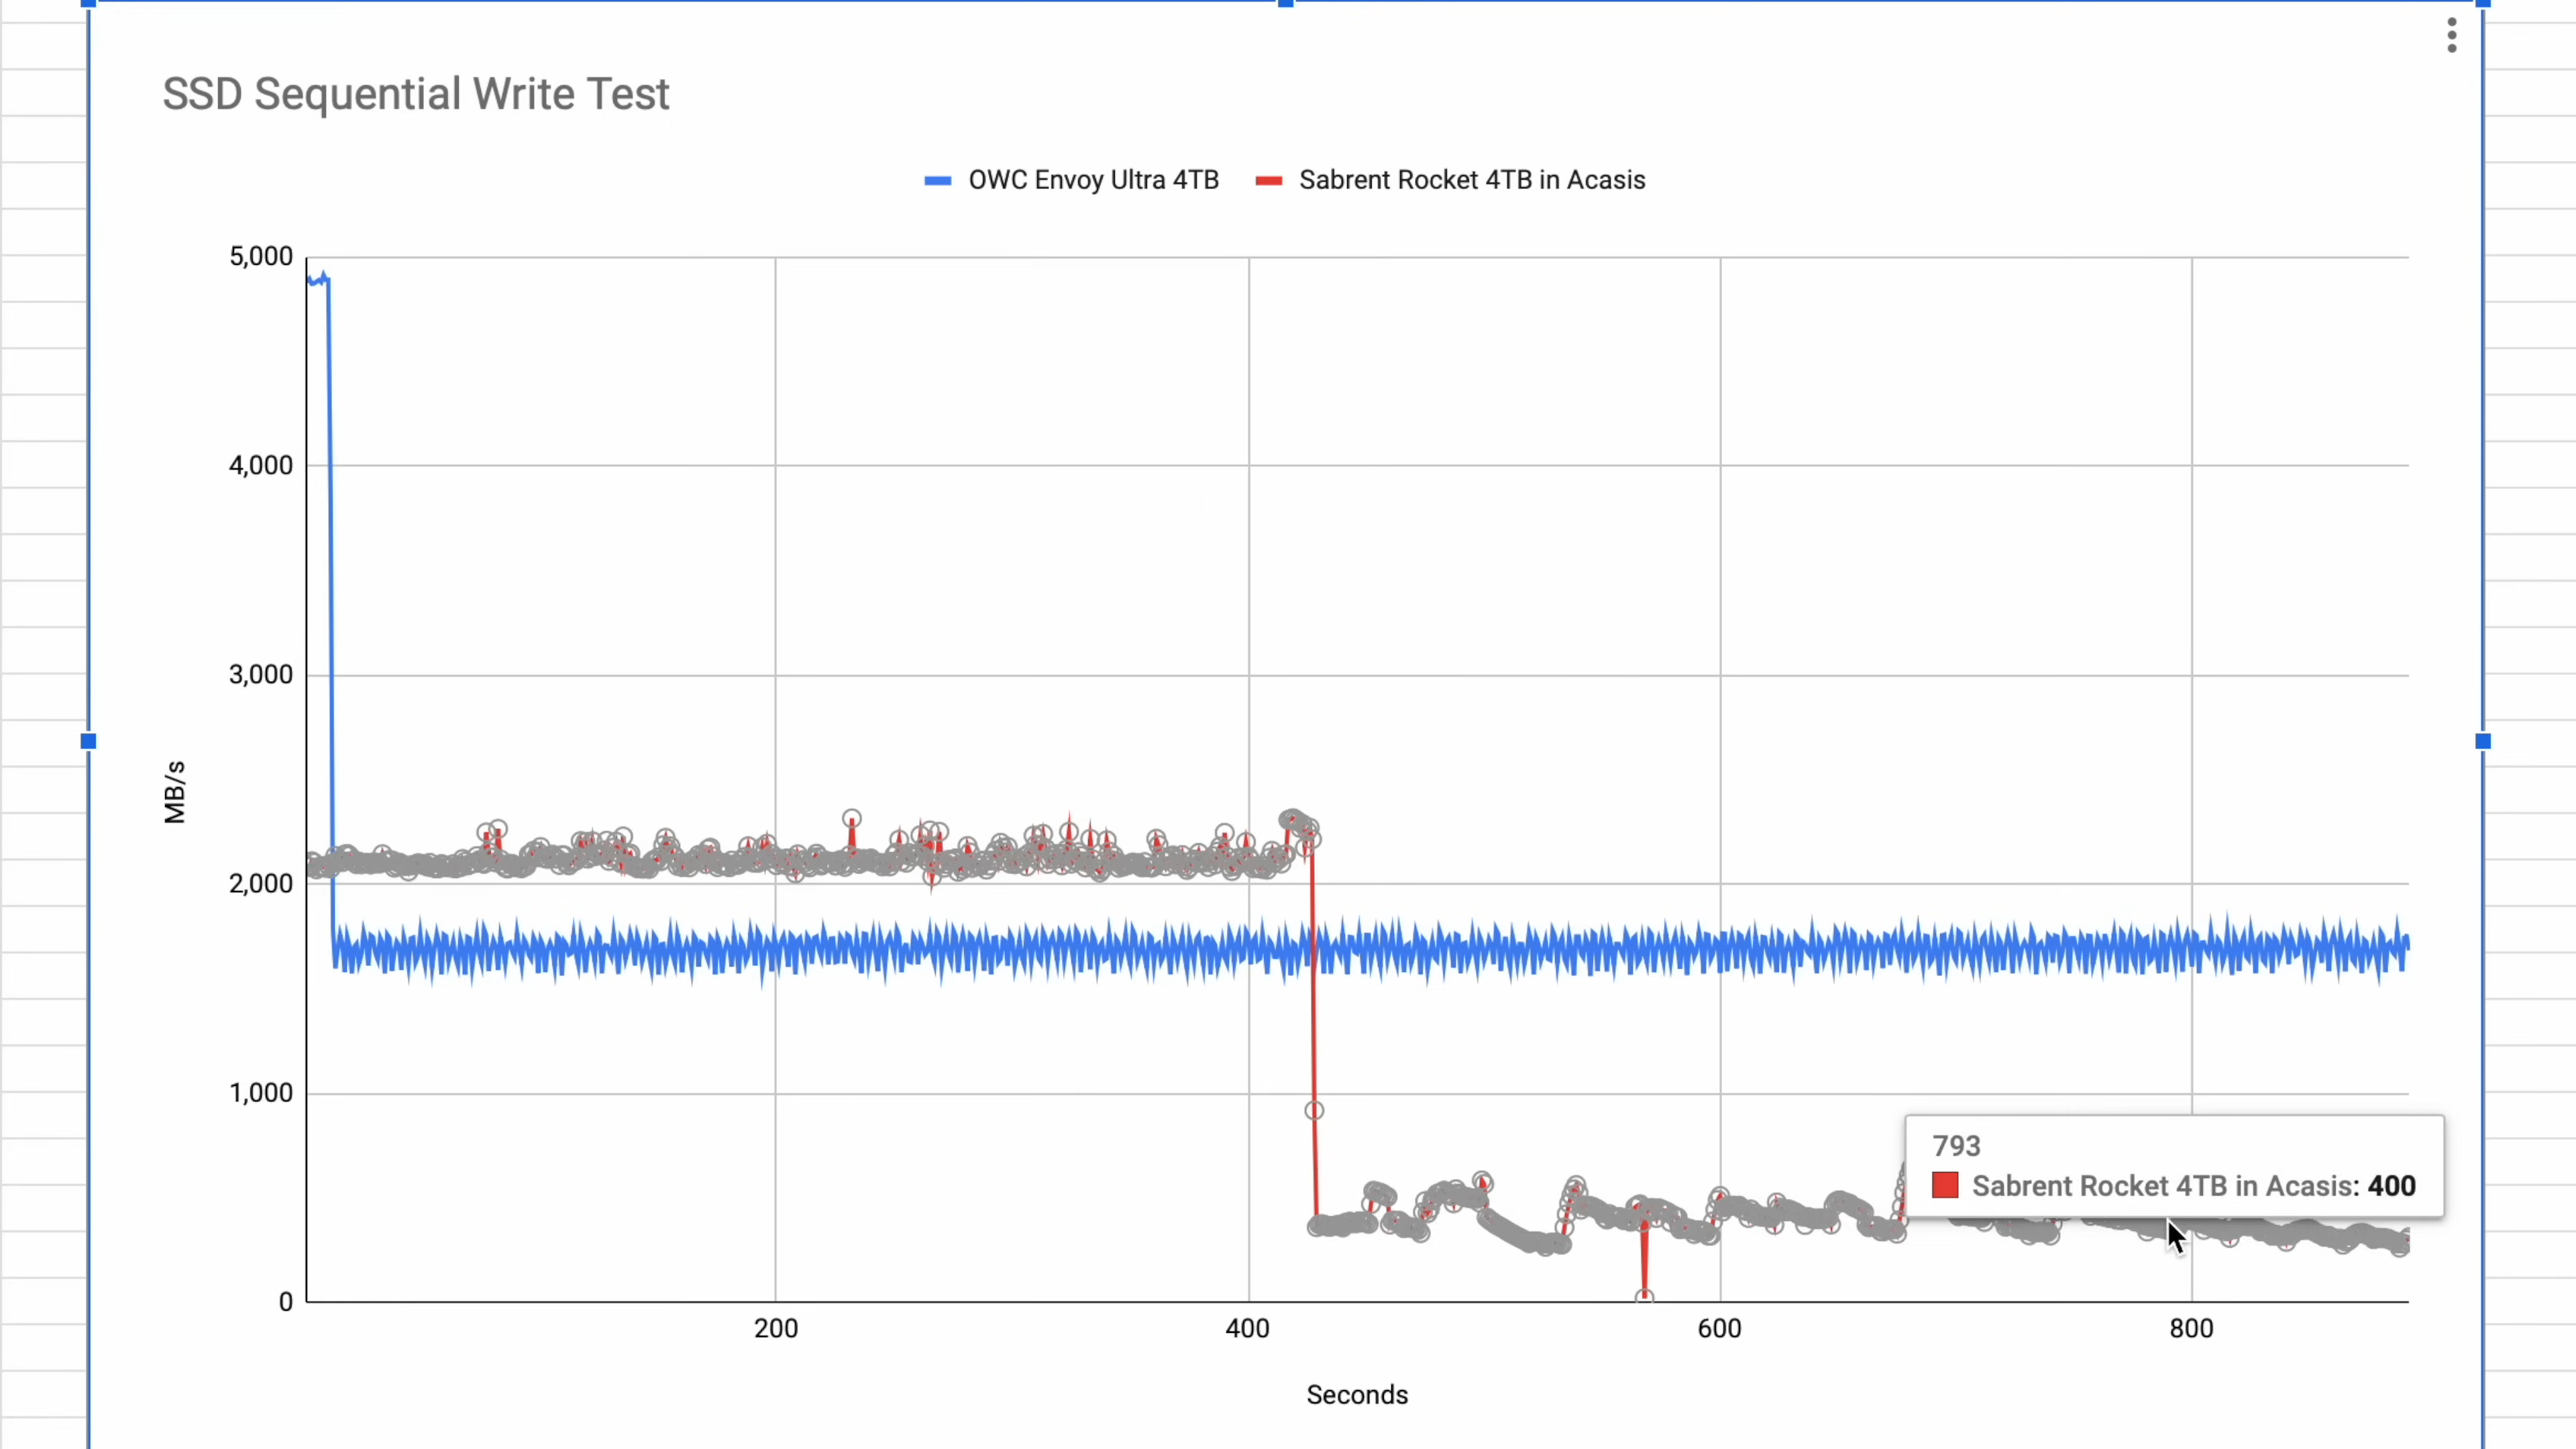 SSD Sequential Write Test
OWC Envoy Ultra 4TB
Sabrent Rocket 4TB in Acasis
5,000
4,000
3,000
2,000
1,000
0
MB/s
793
Sabrent Rocket 4TB in Acasis: 400
200
400
600
800
Seconds